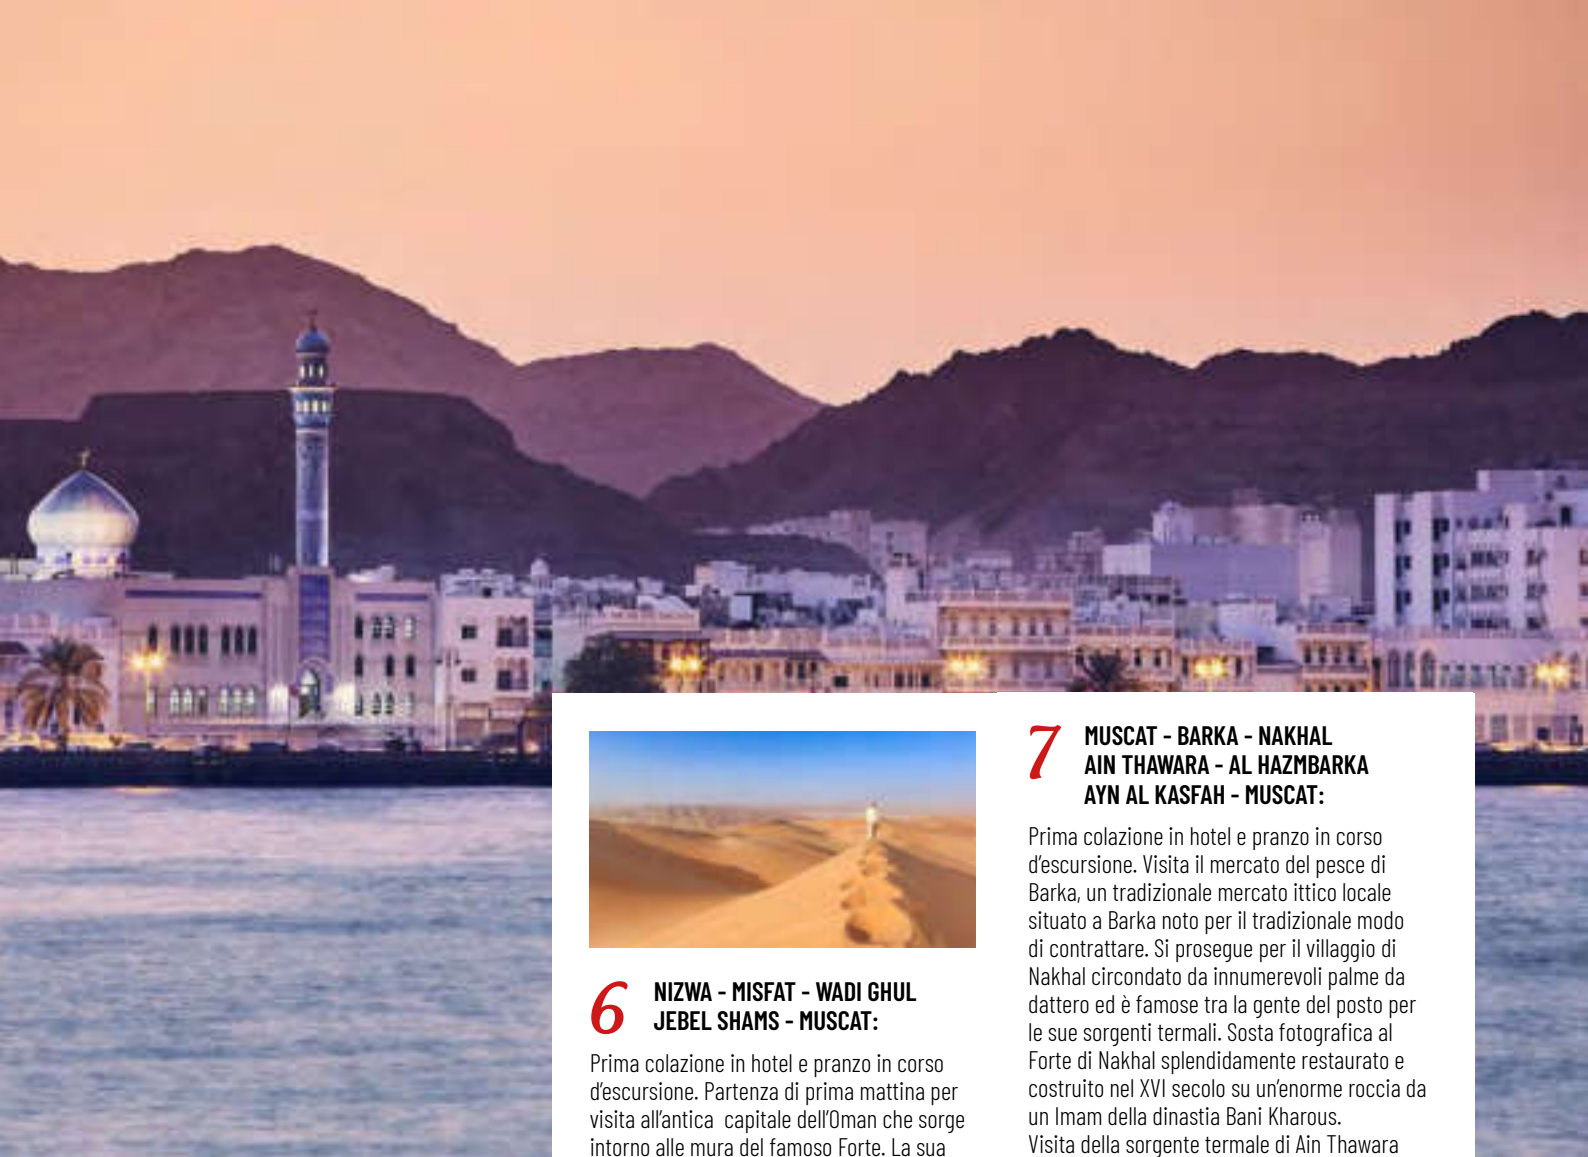 6 NIZWA - MISFAT - WADI GHUL
JEBEL SHAMS - MUSCAT:
Prima colazione in hotel e pranzo in corso
d'escursione. Partenza di prima mattina per
visita all'antica capitale dell'Oman che sorge
intorno alle mura del famoso Forte. La sua
7 MUSCAT - BARKA - NAKHAL
AIN THAWARA - AL HAZMBARKA
AYN AL KASFAH - MUSCAT:
Prima colazione in hotel e pranzo in corso
d'escursione. Visita il mercato del pesce di
Barka, un tradizionale mercato ittico locale
situato a Barka noto per il tradizionale modo
di contrattare. Si prosegue per il villaggio di
Nakhal circondato da innumerevoli palme da
dattero ed è famose tra la gente del posto per
le sue sorgenti termali. Sosta fotografica al
Forte di Nakhal splendidamente restaurato e
costruito nel XVI secolo su un'enorme roccia da
un Imam della dinastia Bani Kharous.
Visita della sorgente termale di Ain Thawara